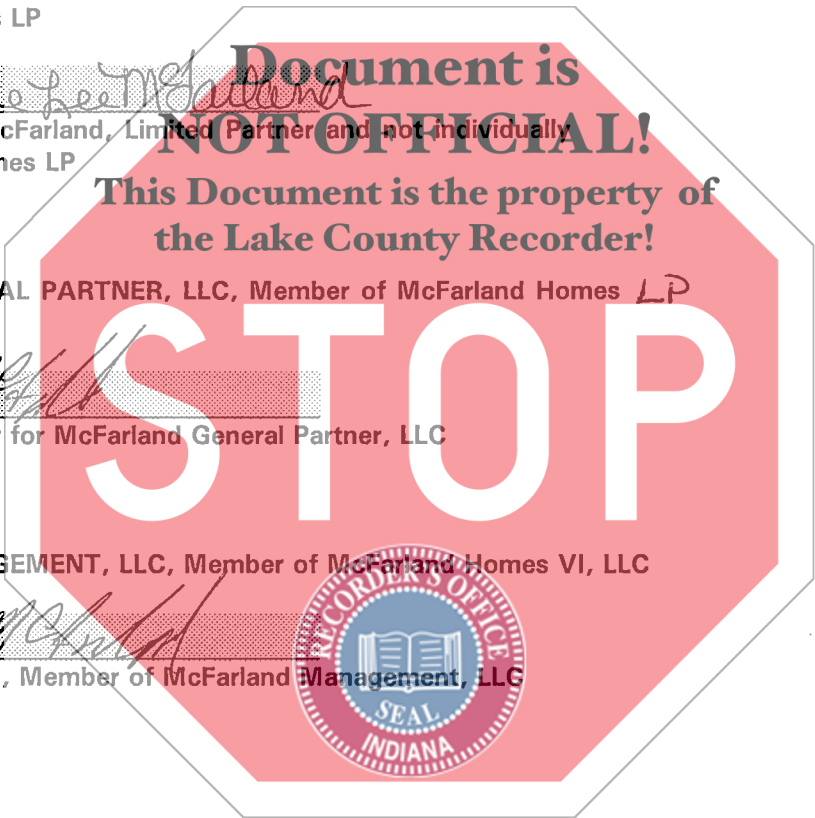 s LP
Document is
Lee McFarland
NOT OFFICIAL!
cFarland, Limited Partner and not individually
nes LP
This Document is the property of
the Lake County Recorder!
AL PARTNER, LLC, Member of McFarland Homes LP
STOP
for McFarland General Partner, LLC
GEMENT, LLC, Member of McFarland Homes VI, LLC
RECORDER'S OFFICE
, Member of McFarland Management, LLC
SEAL
INDIANA